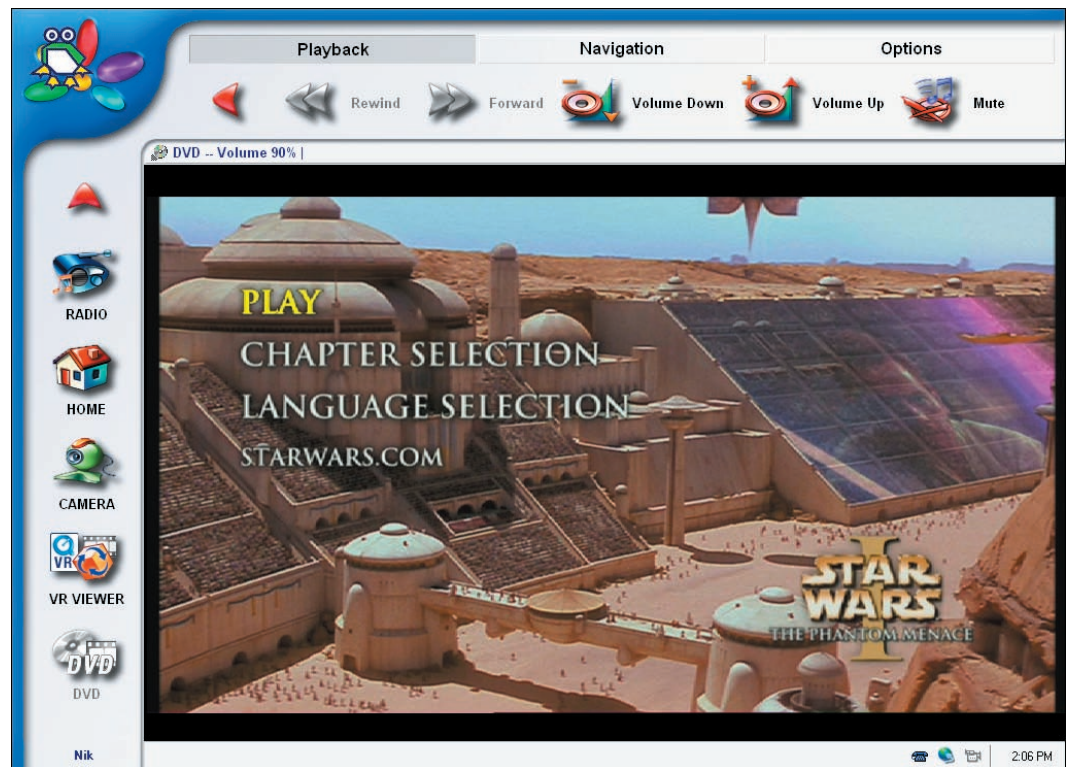 Playback Navigation Options
Rewind Forward Volume Down Volume Up Mute
DVD -- Volume 90% |
RADIO
HOME
CAMERA
VR
VR VIEWER
DVD
DVD
Nik
PLAY
CHAPTER SELECTION
LANGUAGE SELECTION
STARWARS.COM
I
STAR
WARS
THE PHANTOM MENACE
2:06 PM